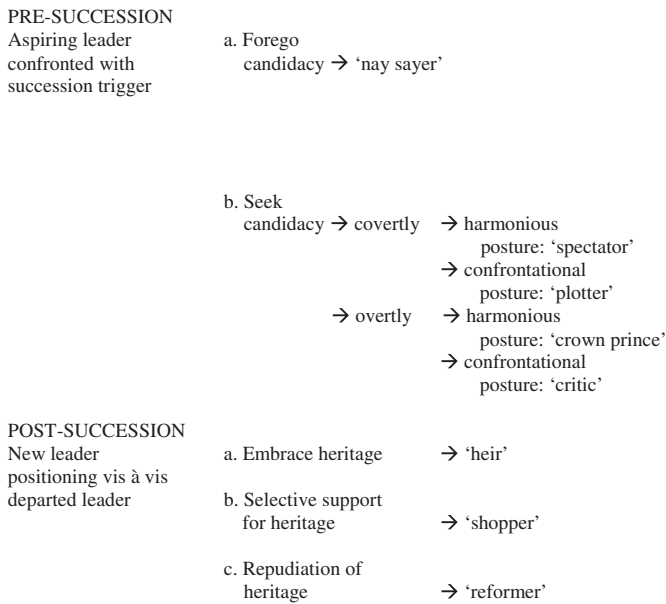 PRE-SUCCESSION
Aspiring leader a. Forego
confronted with candidacy → ‘nay sayer’
succession trigger
b. Seek
candidacy → covertly → harmonious
posture: ‘spectator’
→ confrontational
posture: ‘plotter’
→ overtly → harmonious
posture: ‘crown prince’
→ confrontational
posture: ‘critic’
POST-SUCCESSION
New leader a. Embrace heritage → ‘heir’
positioning vis à vis
departed leader b. Selective support
for heritage → ‘shopper’
c. Repudiation of
heritage → ‘reformer’